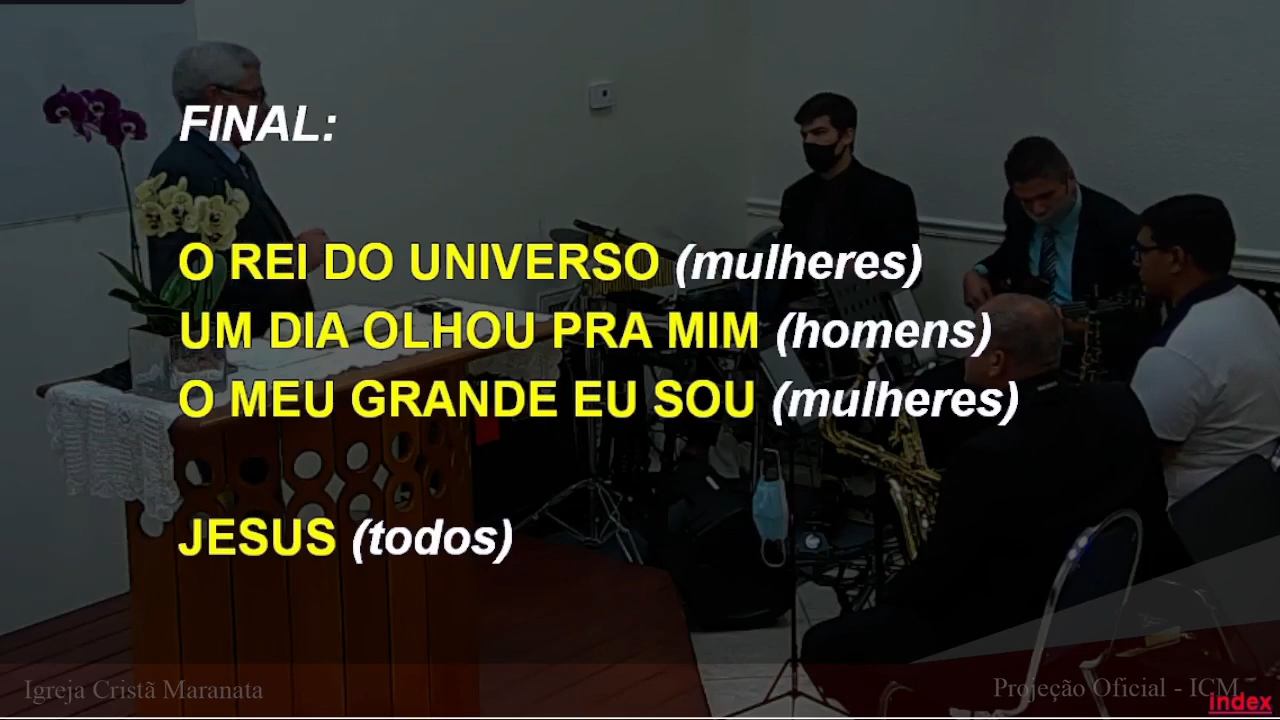 FINAL:
O REI DO UNIVERSO (mulheres)
UM DIA OLHOU PRA MIM (homens)
O MEU GRANDE EU SOU (mulheres)
JESUS (todos)
Igreja Cristã Maranata
Projeção Oficial - ICM
index